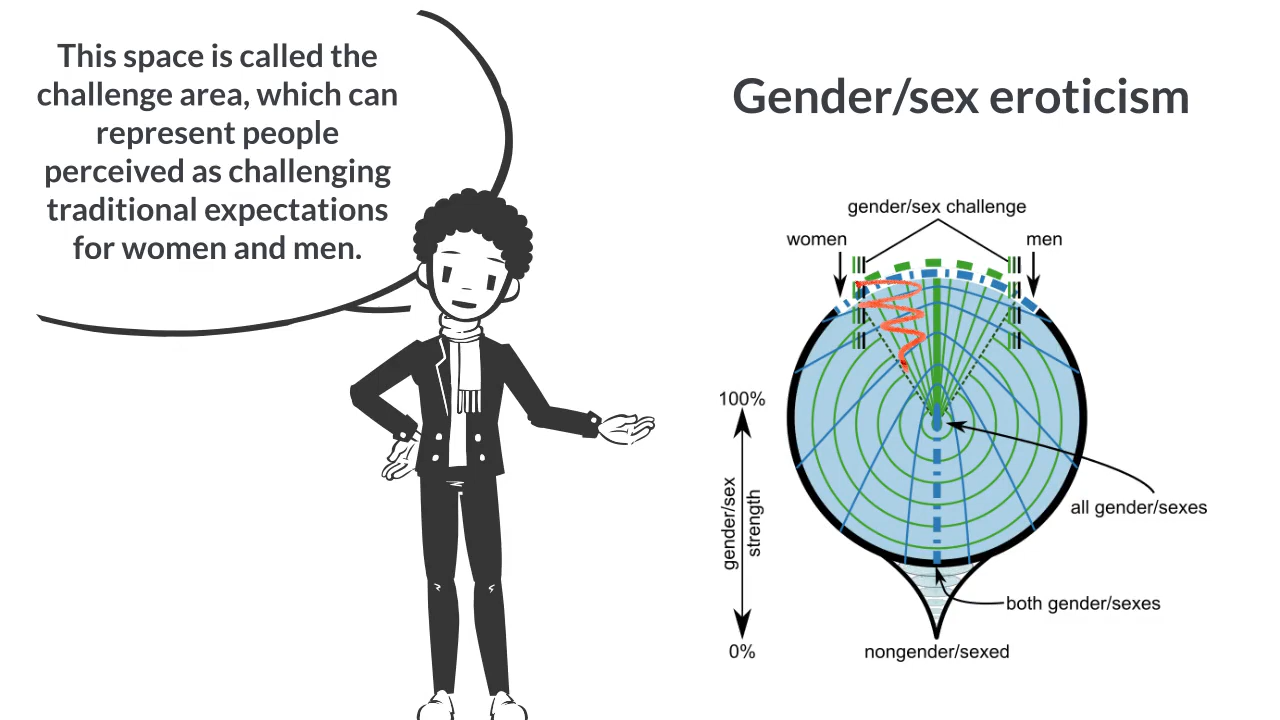 This space is called the
challenge area, which can
represent people
perceived as challenging
traditional expectations
for women and men.
Gender/sex eroticism
gender/sex challenge
women
men
100%
gender/sex
strength
all gender/sexes
both gender/sexes
0%
nongender/sexed